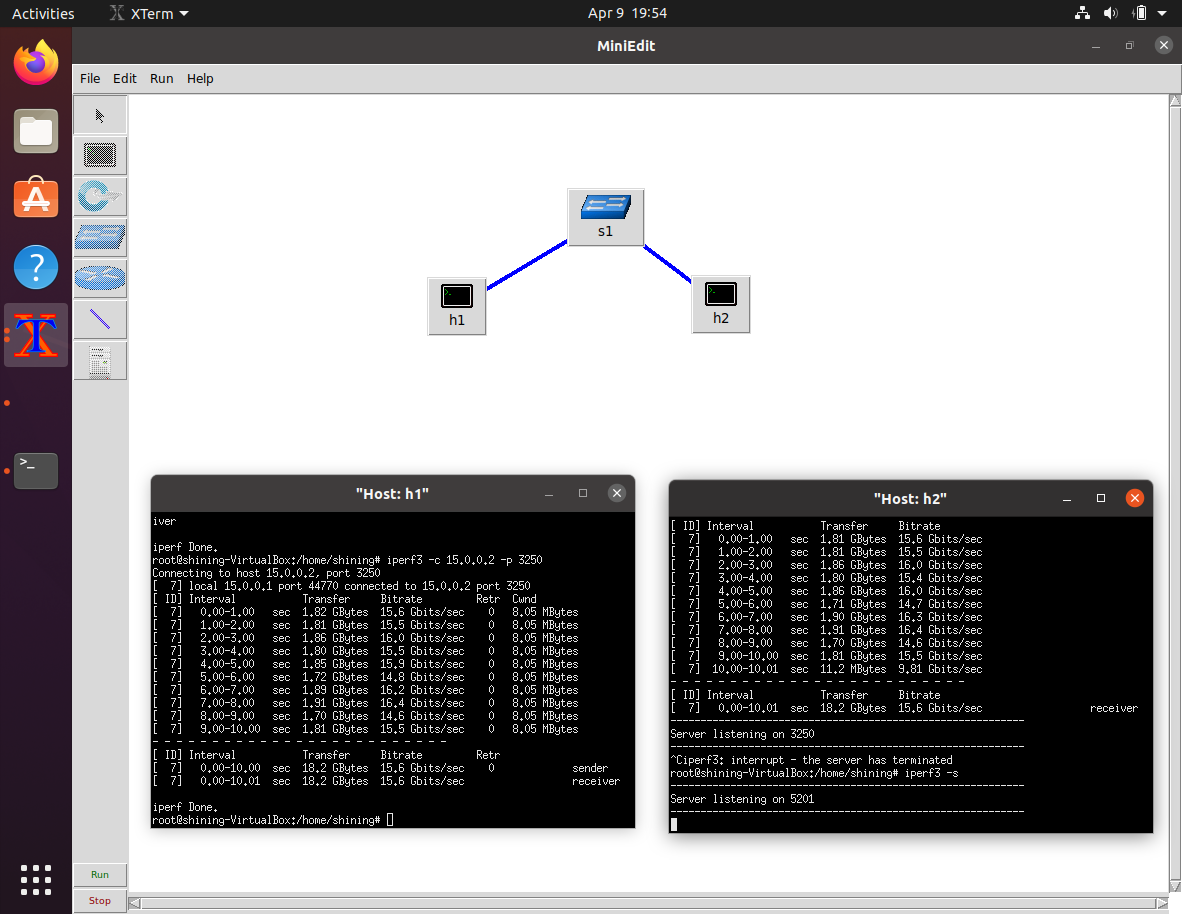 Activities XTerm Apr 9 19:54
MiniEdit
File Edit Run Help
s1
h1
h2
"Host: h1"
iver
iperf Done.
root@shining-VirtualBox:/home/shining# iperf3 -c 15.0.0.2 -p 3250
Connecting to host 15.0.0.2, port 3250
[  7] local 15.0.0.1 port 44770 connected to 15.0.0.2 port 3250
[ ID] Interval           Transfer     Bitrate         Retr  Cwnd
[  7]   0.00-1.00   sec  1.82 GBytes  15.6 Gbits/sec    0   8.05 MBytes
[  7]   1.00-2.00   sec  1.81 GBytes  15.5 Gbits/sec    0   8.05 MBytes
[  7]   2.00-3.00   sec  1.86 GBytes  16.0 Gbits/sec    0   8.05 MBytes
[  7]   3.00-4.00   sec  1.80 GBytes  15.5 Gbits/sec    0   8.05 MBytes
[  7]   4.00-5.00   sec  1.85 GBytes  15.9 Gbits/sec    0   8.05 MBytes
[  7]   5.00-6.00   sec  1.72 GBytes  14.8 Gbits/sec    0   8.05 MBytes
[  7]   6.00-7.00   sec  1.89 GBytes  16.2 Gbits/sec    0   8.05 MBytes
[  7]   7.00-8.00   sec  1.91 GBytes  16.4 Gbits/sec    0   8.05 MBytes
[  7]   8.00-9.00   sec  1.70 GBytes  14.6 Gbits/sec    0   8.05 MBytes
[  7]   9.00-10.00  sec  1.81 GBytes  15.5 Gbits/sec    0   8.05 MBytes
- - - - - - - - - - - - - - - - - - - - - - - - -
[ ID] Interval           Transfer     Bitrate         Retr
[  7]   0.00-10.00  sec  18.2 GBytes  15.6 Gbits/sec    0             sender
[  7]   0.00-10.01  sec  18.2 GBytes  15.6 Gbits/sec                  receiver
iperf Done.
root@shining-VirtualBox:/home/shining#
"Host: h2"
[ ID] Interval           Transfer     Bitrate
[  7]   0.00-1.00   sec  1.81 GBytes  15.6 Gbits/sec
[  7]   1.00-2.00   sec  1.81 GBytes  15.5 Gbits/sec
[  7]   2.00-3.00   sec  1.86 GBytes  16.0 Gbits/sec
[  7]   3.00-4.00   sec  1.80 GBytes  15.4 Gbits/sec
[  7]   4.00-5.00   sec  1.86 GBytes  16.0 Gbits/sec
[  7]   5.00-6.00   sec  1.71 GBytes  14.7 Gbits/sec
[  7]   6.00-7.00   sec  1.90 GBytes  16.3 Gbits/sec
[  7]   7.00-8.00   sec  1.91 GBytes  16.4 Gbits/sec
[  7]   8.00-9.00   sec  1.70 GBytes  14.6 Gbits/sec
[  7]   9.00-10.00  sec  1.81 GBytes  15.5 Gbits/sec
[  7]  10.00-10.01  sec  11.2 MBytes  9.81 Gbits/sec
- - - - - - - - - - - - - - - - - - - - - - - - -
[ ID] Interval           Transfer     Bitrate
[  7]   0.00-10.01  sec  18.2 GBytes  15.6 Gbits/sec                  receiver
-----------------------------------------------------------
Server listening on 3250
-----------------------------------------------------------
^Ciperf3: interrupt - the server has terminated
root@shining-VirtualBox:/home/shining# iperf3 -s
-----------------------------------------------------------
Server listening on 5201
-----------------------------------------------------------
Run
Stop